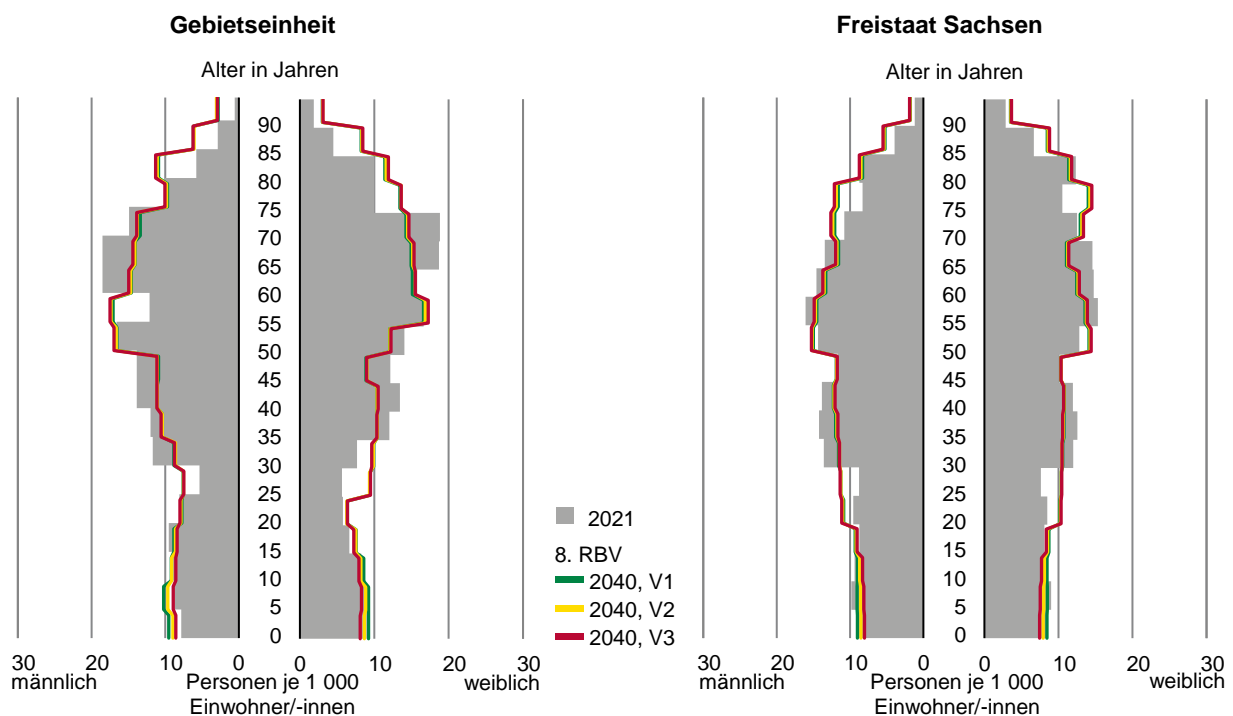 Gebietseinheit
Freistaat Sachsen
Alter in Jahren
Alter in Jahren
90
85
80
75
70
65
60
55
50
45
40
35
30
25
20
15
10
5
0
90
85
80
75
70
65
60
55
50
45
40
35
30
25
20
15
10
5
0
2021
8. RBV
2040, V1
2040, V2
2040, V3
30 20 10 0 0 10 20 30
männlich Personen je 1 000 weiblich
Einwohner/-innen
30 20 10 0 0 10 20 30
männlich Personen je 1 000 weiblich
Einwohner/-innen